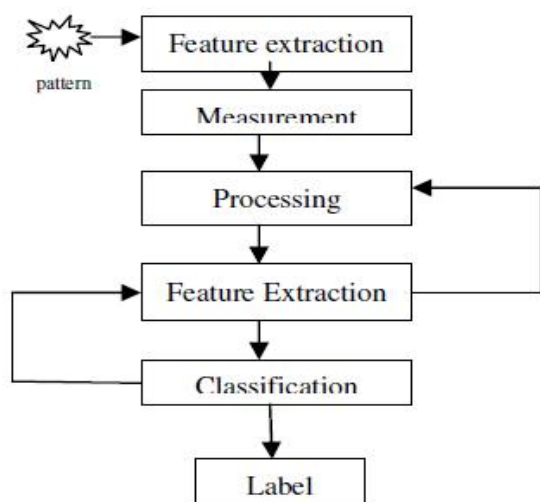 Feature extraction
pattern
Measurement
Processing
Feature Extraction
Classification
Label